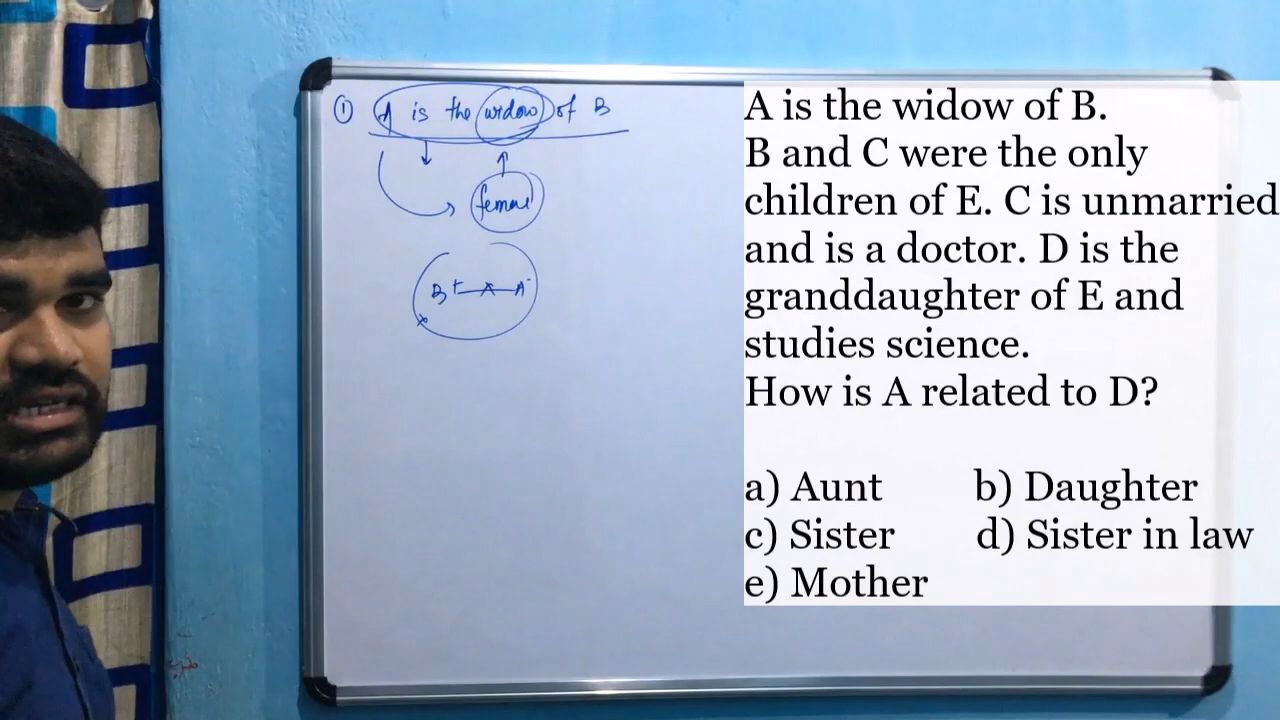 ① A is the widow of B
female
B+ A-
A is the widow of B.
B and C were the only
children of E. C is unmarried
and is a doctor. D is the
granddaughter of E and
studies science.
How is A related to D?
a) Aunt b) Daughter
c) Sister d) Sister in law
e) Mother